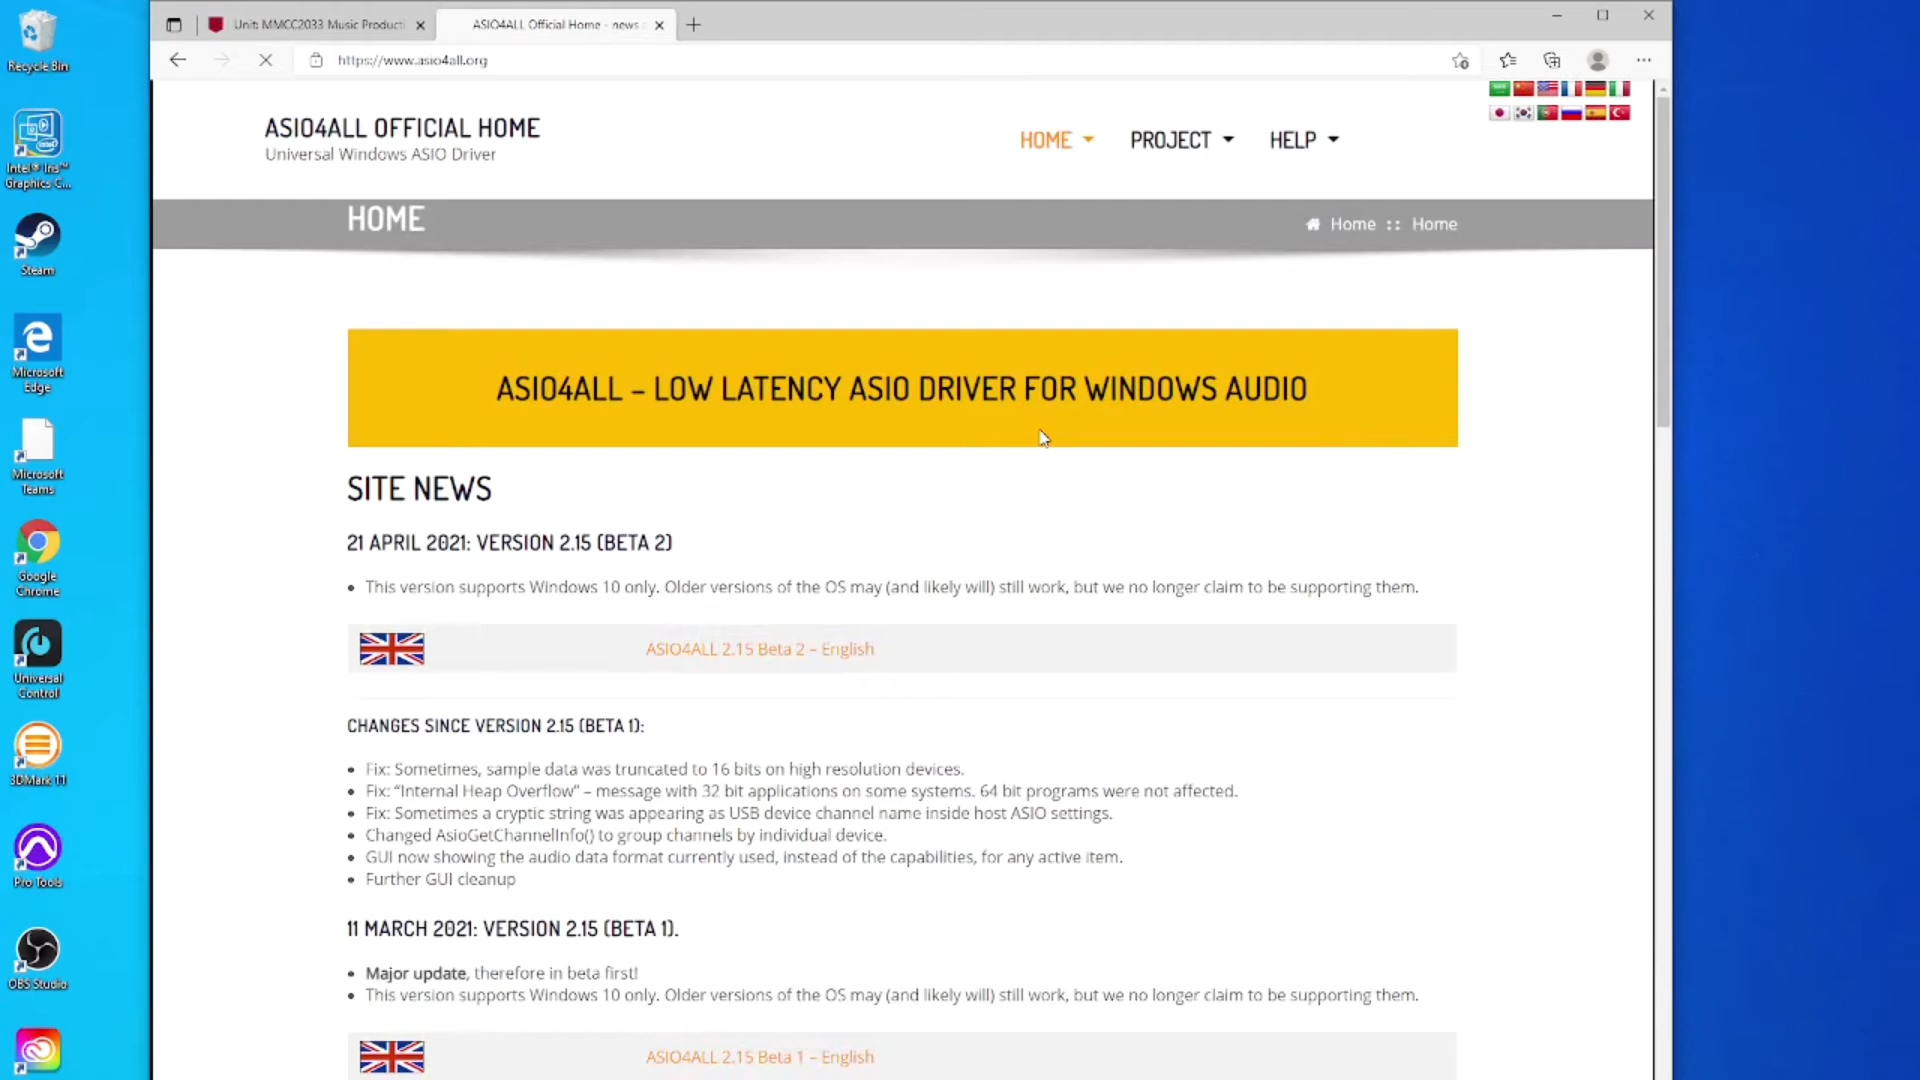 Unit: MMCC2033 Music Producti
ASIO4ALL Official Home - news
https://www.asio4all.org
Recycle Bin
Intel® Iris™
Graphics C...
Steam
Microsoft
Edge
Microsoft
Teams
Google
Chrome
Universal
Control
3DMark 11
Pro Tools
OBS Studio
ASIO4ALL OFFICIAL HOME
Universal Windows ASIO Driver
HOME PROJECT HELP
HOME
Home :: Home
ASIO4ALL – LOW LATENCY ASIO DRIVER FOR WINDOWS AUDIO
SITE NEWS
21 APRIL 2021: VERSION 2.15 (BETA 2)
• This version supports Windows 10 only. Older versions of the OS may (and likely will) still work, but we no longer claim to be supporting them.
ASIO4ALL 2.15 Beta 2 – English
CHANGES SINCE VERSION 2.15 (BETA 1):
• Fix: Sometimes, sample data was truncated to 16 bits on high resolution devices.
• Fix: “Internal Heap Overflow” – message with 32 bit applications on some systems. 64 bit programs were not affected.
• Fix: Sometimes a cryptic string was appearing as USB device channel name inside host ASIO settings.
• Changed AsioGetChannelInfo() to group channels by individual device.
• GUI now showing the audio data format currently used, instead of the capabilities, for any active item.
• Further GUI cleanup
11 MARCH 2021: VERSION 2.15 (BETA 1).
• Major update, therefore in beta first!
• This version supports Windows 10 only. Older versions of the OS may (and likely will) still work, but we no longer claim to be supporting them.
ASIO4ALL 2.15 Beta 1 – English